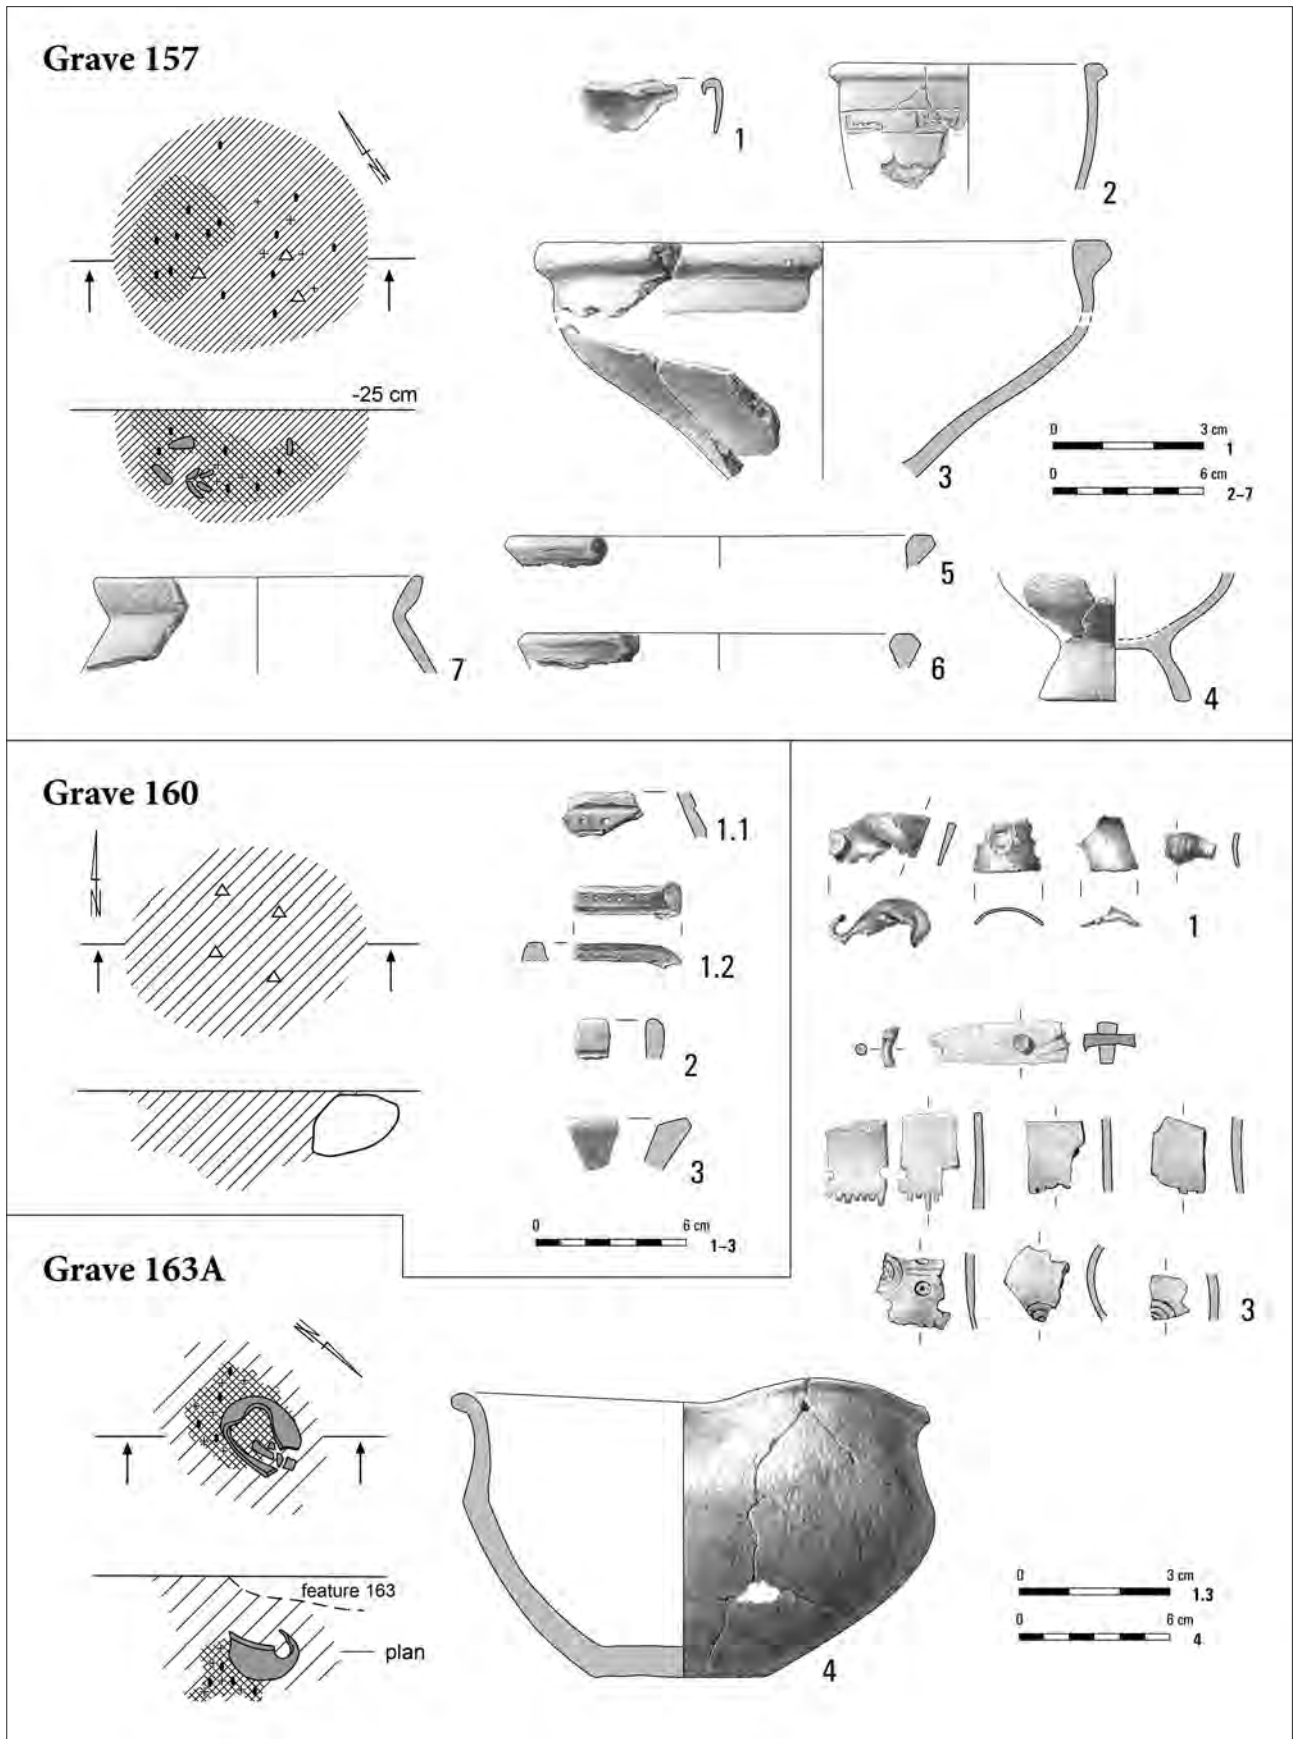 Grave 157
1
2
-25 cm
3
0 3 cm 1
0 6 cm 2–7
5
6
7
4
Grave 160
N
1.1
1.2
2
3
0 6 cm 1–3
1
3
Grave 163A
N
feature 163
plan
4
0 3 cm 1.3
0 6 cm 4